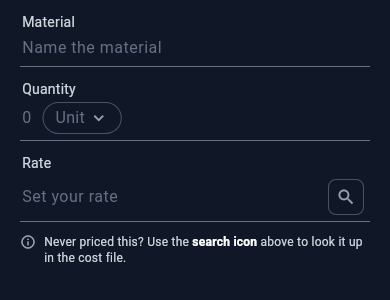 Material
Name the material
Quantity
0 Unit
Rate
Set your rate
Never priced this? Use the search icon above to look it up
in the cost file.